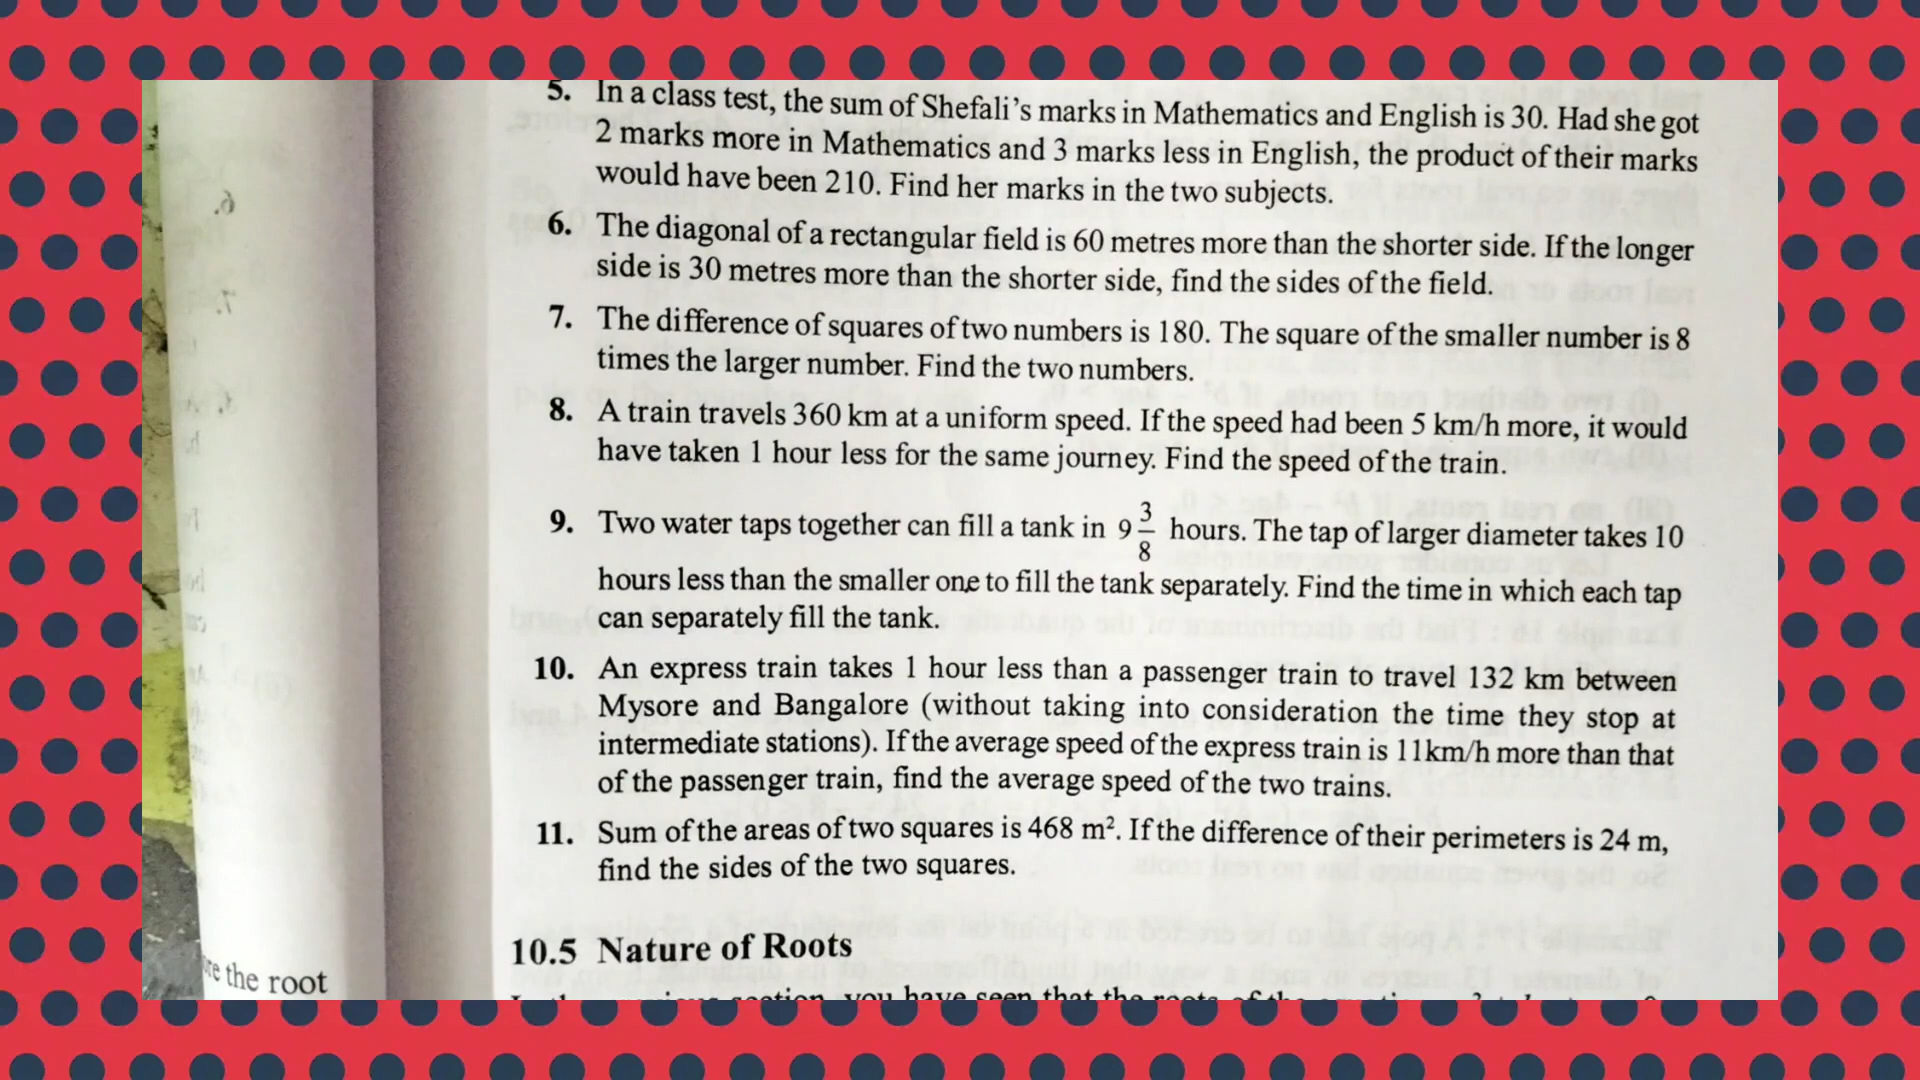 5. In a class test, the sum of Shefali's marks in Mathematics and English is 30. Had she got
2 marks more in Mathematics and 3 marks less in English, the product of their marks
would have been 210. Find her marks in the two subjects.
6. The diagonal of a rectangular field is 60 metres more than the shorter side. If the longer
side is 30 metres more than the shorter side, find the sides of the field.
7. The difference of squares of two numbers is 180. The square of the smaller number is 8
times the larger number. Find the two numbers.
8. A train travels 360 km at a uniform speed. If the speed had been 5 km/h more, it would
have taken 1 hour less for the same journey. Find the speed of the train.
9. Two water taps together can fill a tank in 9 3/8 hours. The tap of larger diameter takes 10
hours less than the smaller one to fill the tank separately. Find the time in which each tap
can separately fill the tank.
10. An express train takes 1 hour less than a passenger train to travel 132 km between
Mysore and Bangalore (without taking into consideration the time they stop at
intermediate stations). If the average speed of the express train is 11km/h more than that
of the passenger train, find the average speed of the two trains.
11. Sum of the areas of two squares is 468 m². If the difference of their perimeters is 24 m,
find the sides of the two squares.
10.5 Nature of Roots
the root
you have seen that the roots of the